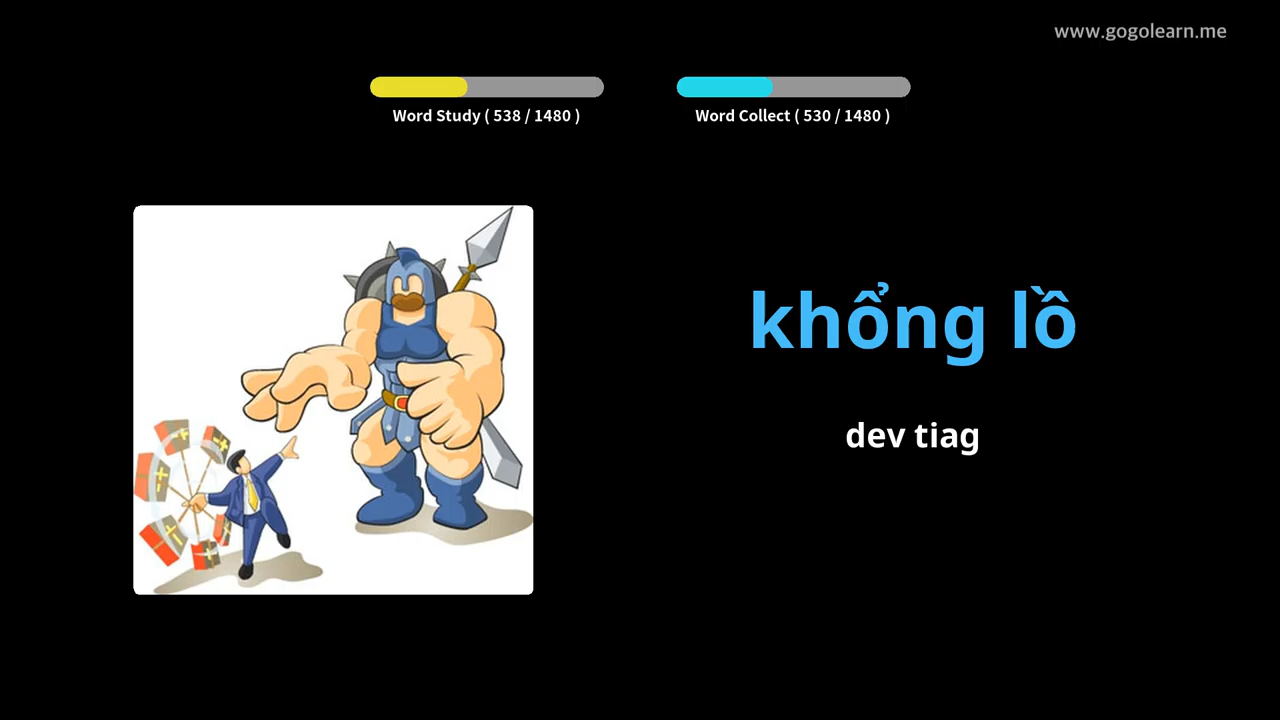 www.gogolearn.me
Word Study ( 538 / 1480 )
Word Collect ( 530 / 1480 )
khổng lồ
dev tiag